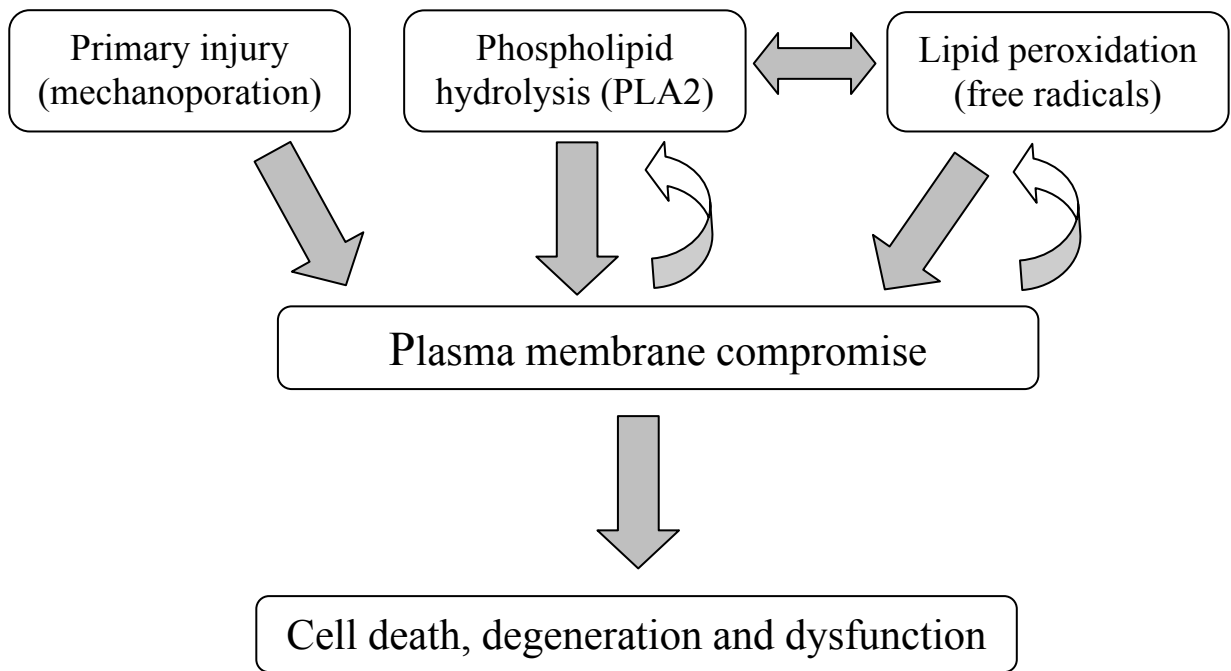 Primary injury
(mechanoporation)
Phospholipid
hydrolysis (PLA2)
Lipid peroxidation
(free radicals)
Plasma membrane compromise
Cell death, degeneration and dysfunction